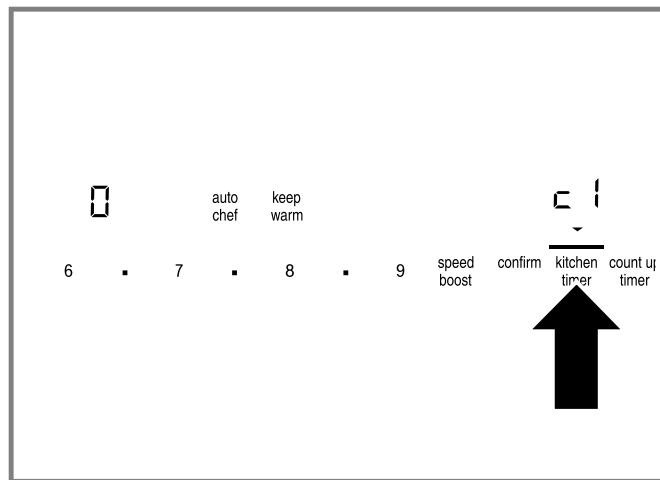 0
auto
chef
keep
warm
c1
6 . 7 . 8 . 9
speed
boost
confirm
kitchen
timer
count up
timer